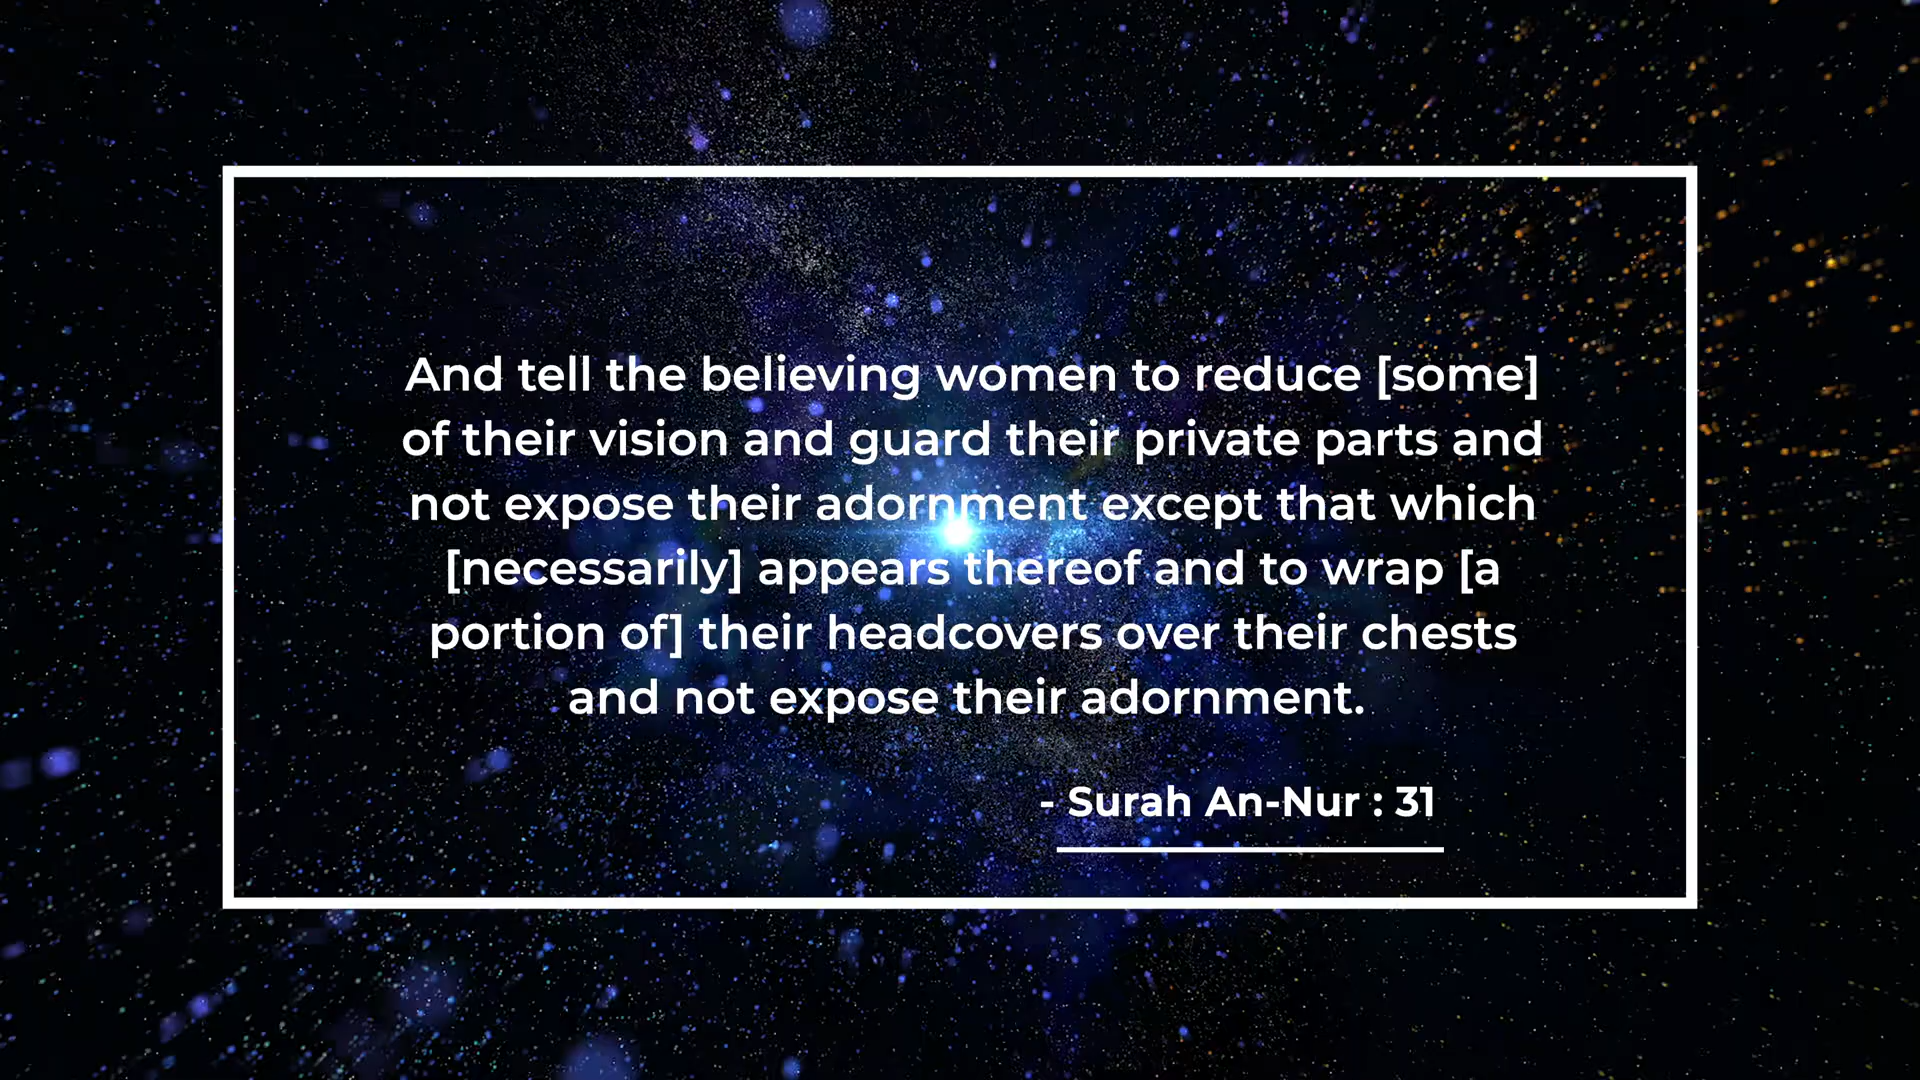 And tell the believing women to reduce [some]
of their vision and guard their private parts and
not expose their adornment except that which
[necessarily] appears thereof and to wrap [a
portion of] their headcovers over their chests
and not expose their adornment.
- Surah An-Nur : 31